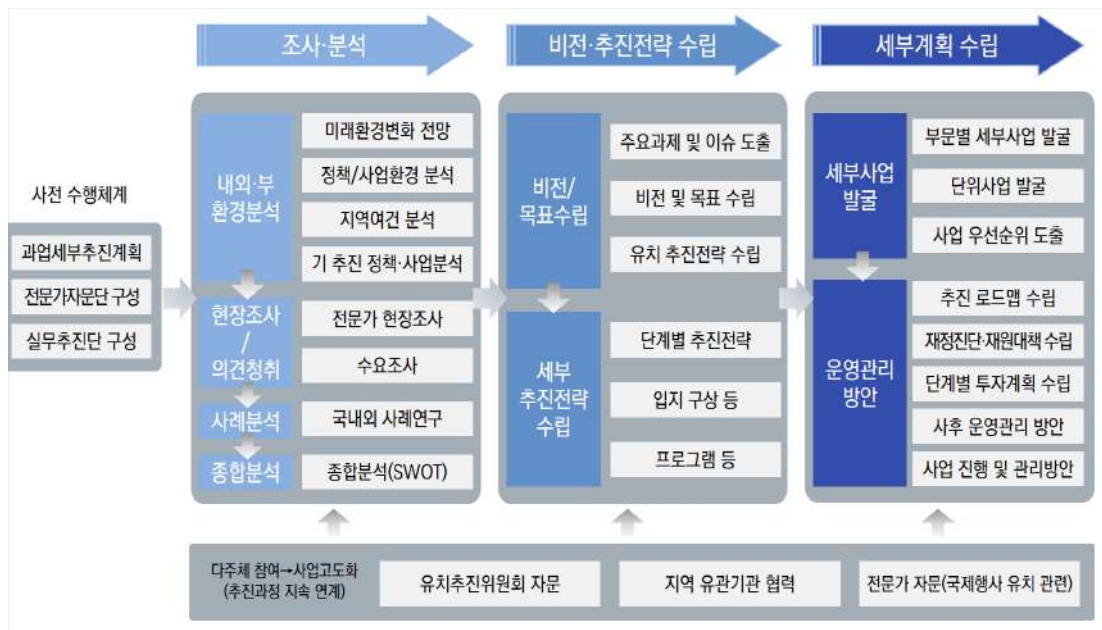 조사·분석
비전·추진전략 수립
세부계획 수립
사전 수행체계
과업세부추진계획
전문가자문단 구성
실무추진단 구성
내외·부
환경분석
미래환경변화 전망
정책/사업환경 분석
지역여건 분석
기 추진 정책·사업분석
현장조사
/
의견청취
전문가 현장조사
수요조사
사례분석
국내외 사례연구
종합분석
종합분석(SWOT)
비전/
목표수립
주요과제 및 이슈 도출
비전 및 목표 수립
유치 추진전략 수립
세부
추진전략
수립
단계별 추진전략
입지 구상 등
프로그램 등
세부사업
발굴
부문별 세부사업 발굴
단위사업 발굴
사업 우선순위 도출
운영관리
방안
추진 로드맵 수립
재정진단·재원대책 수립
단계별 투자계획 수립
사후 운영관리 방안
사업 진행 및 관리방안
다주체 참여→사업고도화
(추진과정 지속 연계)
유치추진위원회 자문
지역 유관기관 협력
전문가 자문(국제행사 유치 관련)